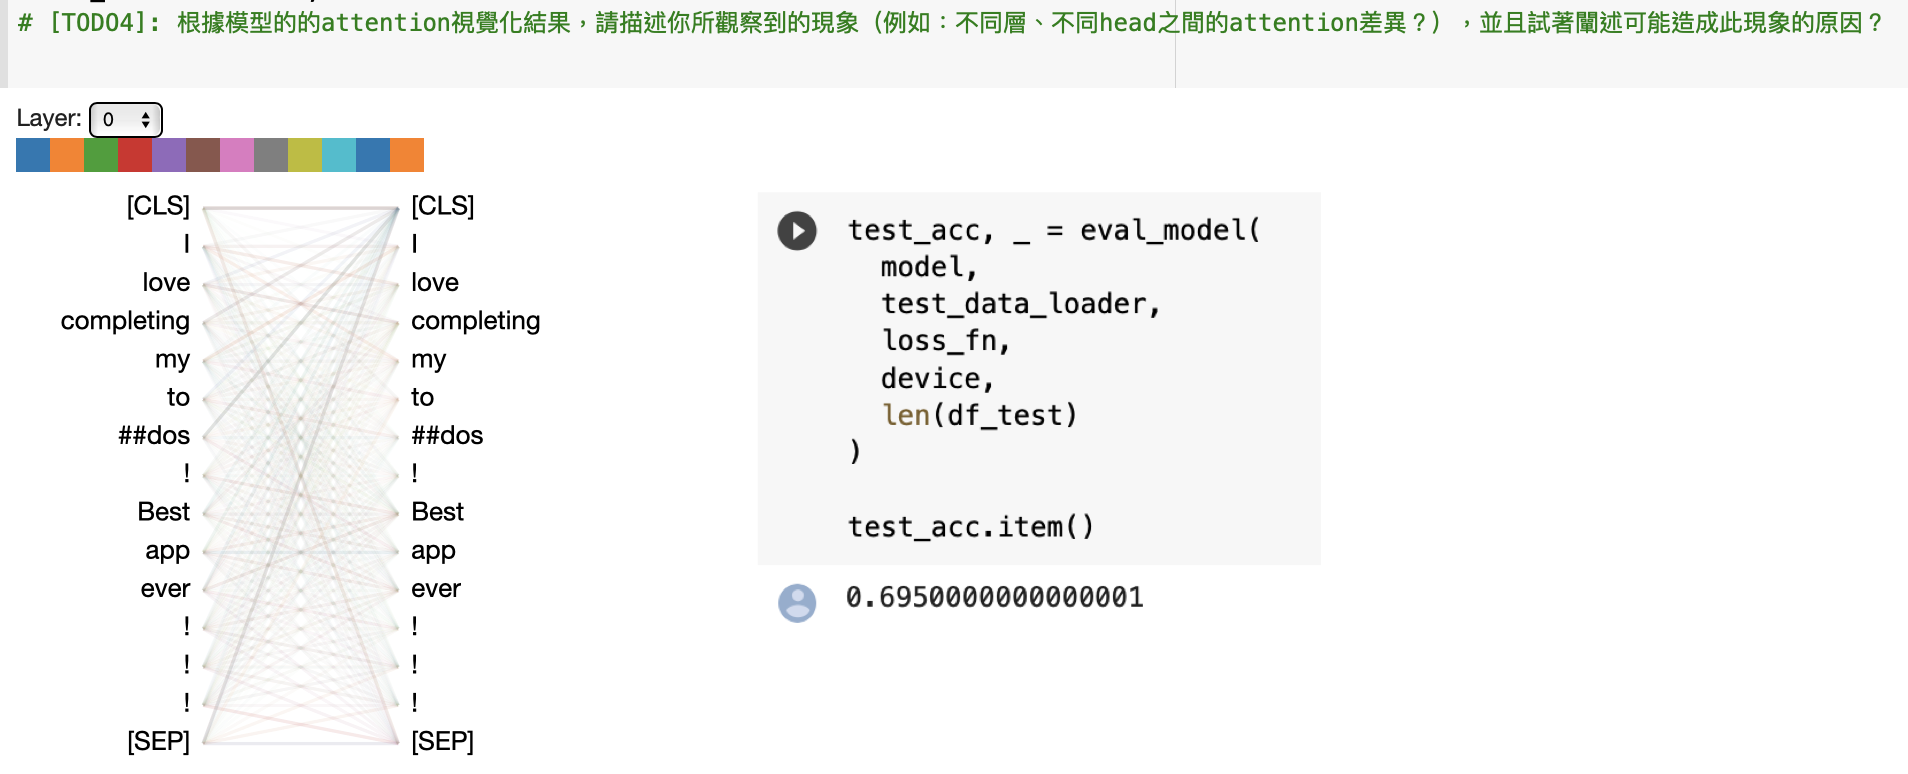 # [TODO4]: 根據模型的的attention視覺化結果，請描述你所觀察到的現象（例如：不同層、不同head之間的attention差異？），並且試著闡述可能造成此現象的原因？
Layer: 0
[CLS] [CLS]
I I
love love
completing completing
my my
to to
##dos ##dos
! !
Best Best
app app
ever ever
! !
! !
! !
[SEP] [SEP]
test_acc, _ = eval_model(
model,
test_data_loader,
loss_fn,
device,
len(df_test)
)
test_acc.item()
0.6950000000000001